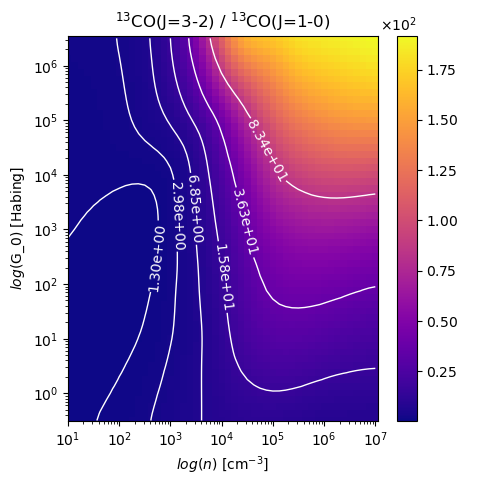 ¹³CO(J=3-2) / ¹³CO(J=1-0)
×10²
log(G_0) [Habing]
10⁶
10⁵
10⁴
10³
10²
10¹
10⁰
8.34e+01
6.85e+00
2.98e+00
3.63e+01
1.30e+00
1.58e+01
1.75
1.50
1.25
1.00
0.75
0.50
0.25
10¹ 10² 10³ 10⁴ 10⁵ 10⁶ 10⁷
log(n) [cm⁻³]